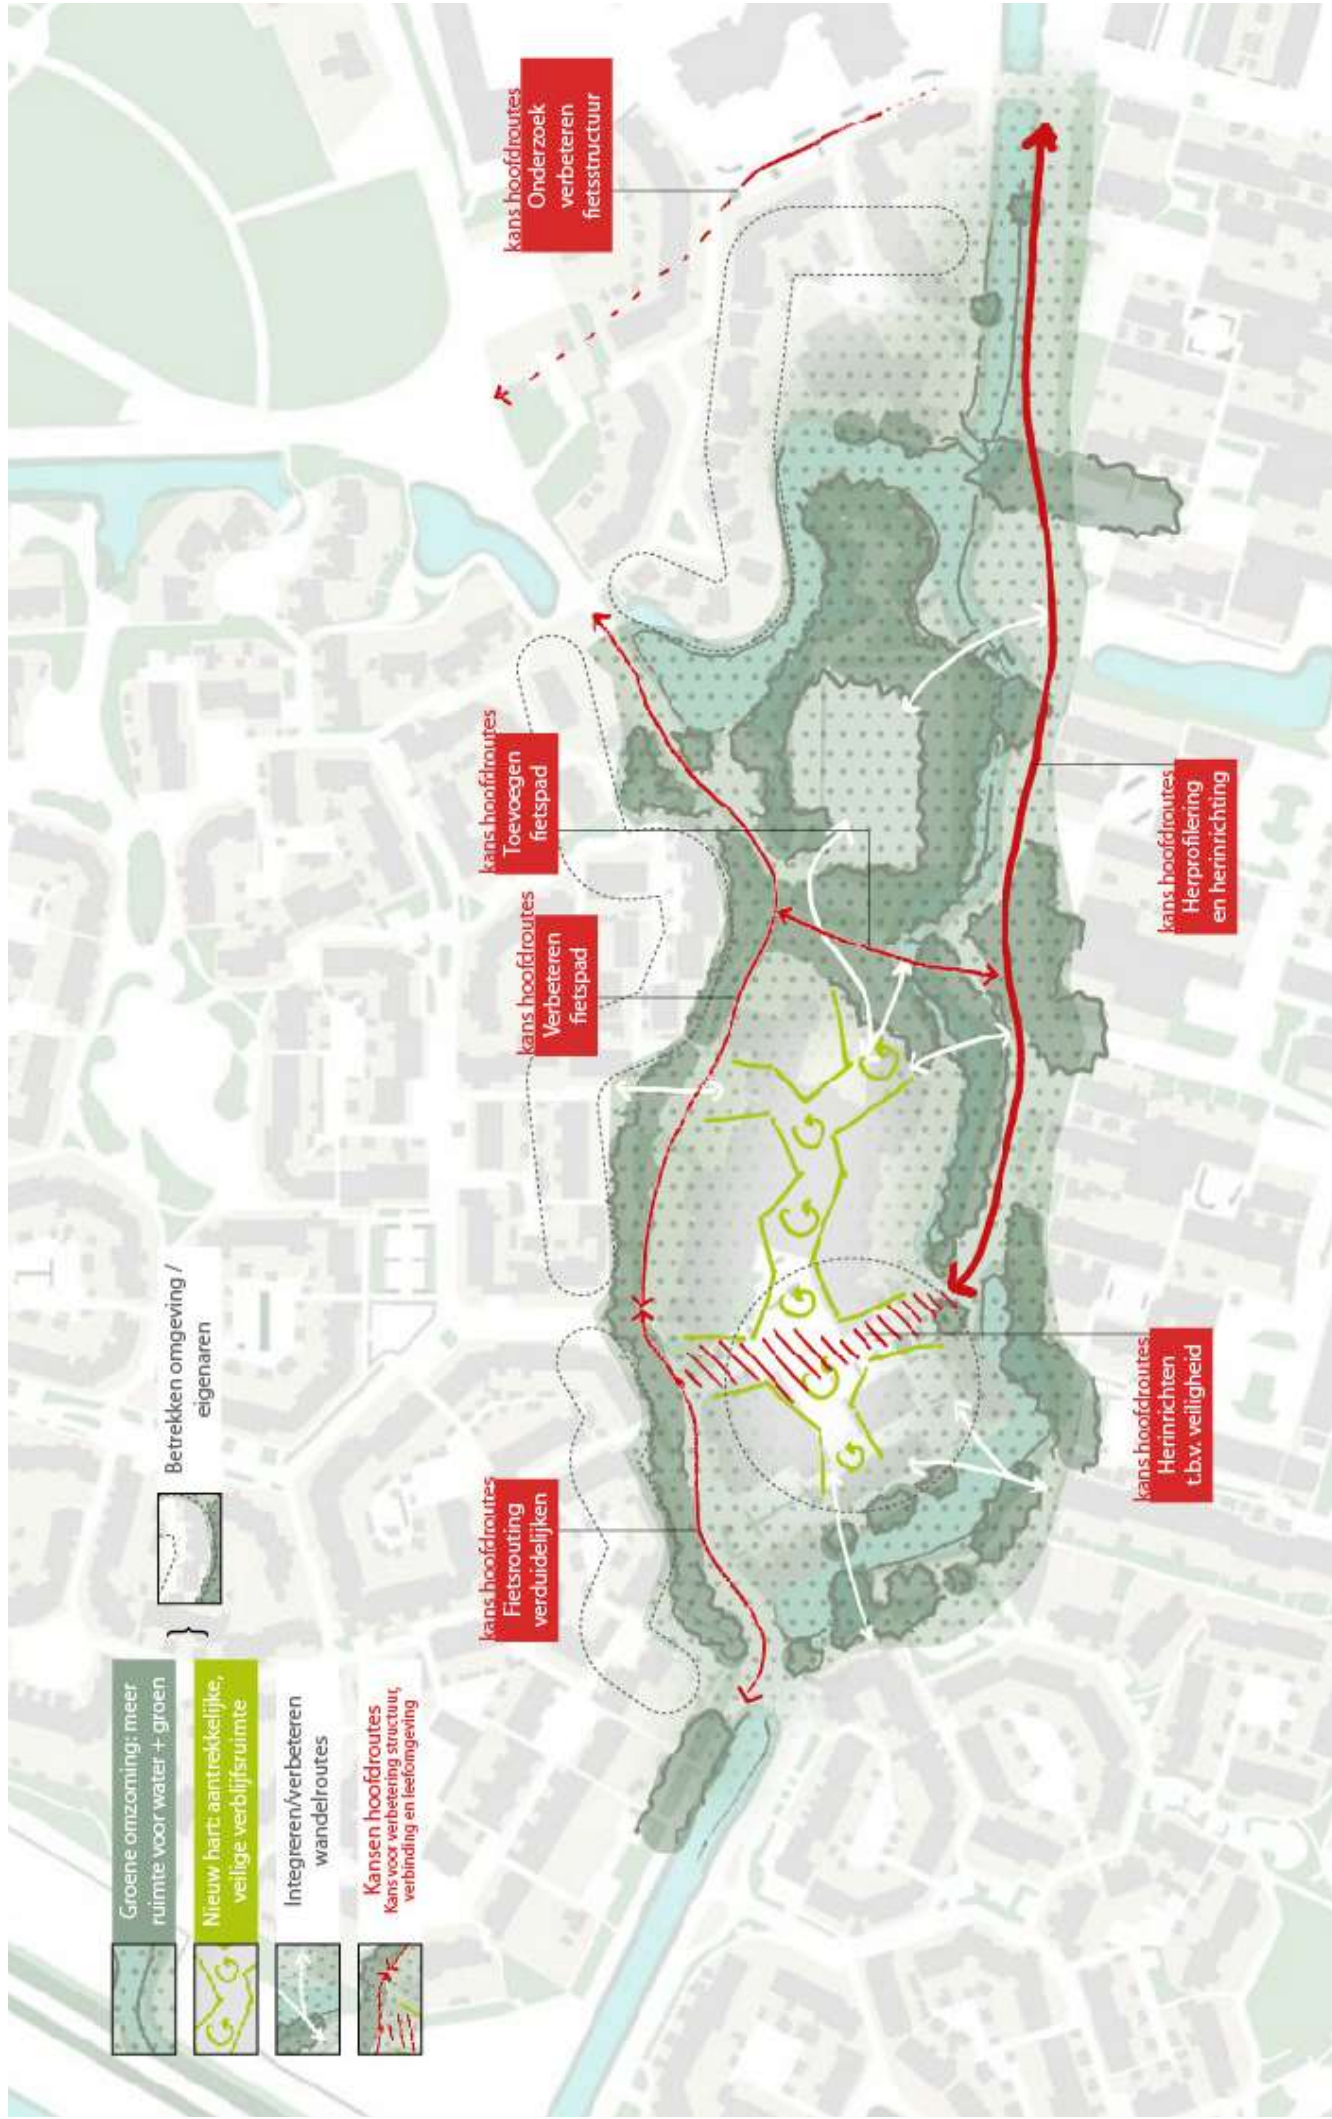 Groene omzoming: meer
ruimte voor water + groen
Nieuw hart: aantrekkelijke,
veilige verblijfsruimte
Integreren/verbeteren
wandelroutes
Kansen hoofdroutes
Kans voor verbetering structuur,
verbinding en leefomgeving
}
Betrekken omgeving /
eigenaren
kans hoofdroutes
Fietsrouting
verduidelijken
kans hoofdroutes
Verbeteren
fietspad
kans hoofdroutes
Toevoegen
fietspad
kans hoofdroutes
Onderzoek
verbeteren
fietsstructuur
kans hoofdroutes
Herinrichten
t.b.v. veiligheid
kans hoofdroutes
Herprofilering
en herinrichting